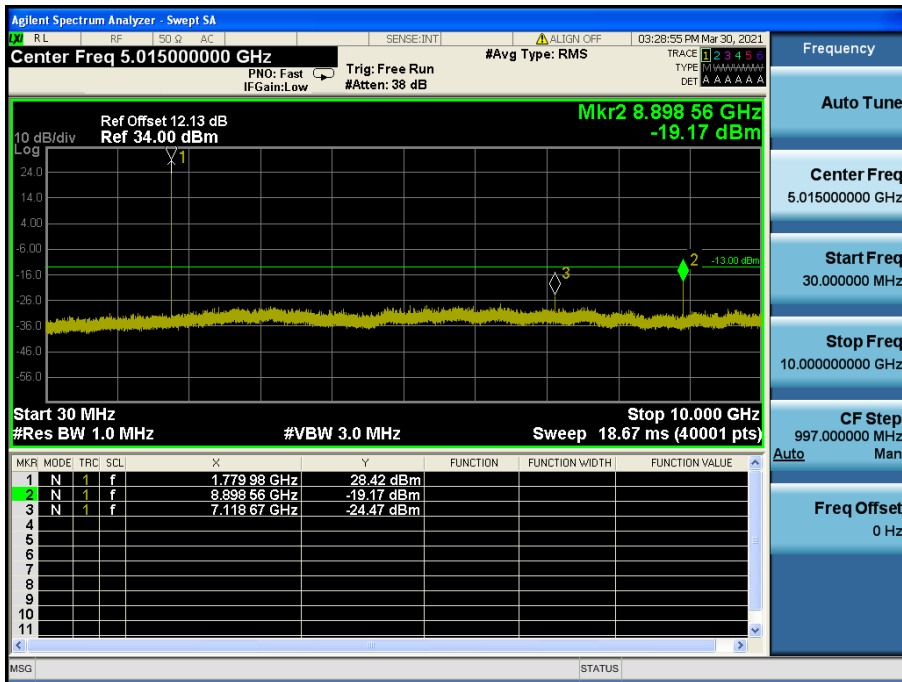 Agilent Spectrum Analyzer - Swept SA
LXI RL RF 50 Ω AC SENSE:INT ALIGN OFF 03:28:55 PM Mar 30, 2021
Center Freq 5.015000000 GHz
PNO: Fast
IFGain:Low
Trig: Free Run
#Atten: 38 dB
#Avg Type: RMS
TRACE 1 2 3 4 5 6
TYPE M WWWWW
DET A A A A A A
Mkr2 8.898 56 GHz
-19.17 dBm
Ref Offset 12.13 dB
10 dB/div Ref 34.00 dBm
Log
24.0
14.0
4.00
-6.00
-16.0
-26.0
-36.0
-46.0
-56.0
1
2
3
-13.00 dBm
Start 30 MHz Stop 10.000 GHz
#Res BW 1.0 MHz #VBW 3.0 MHz Sweep 18.67 ms (40001 pts)
MKR MODE TRC SCL X Y FUNCTION FUNCTION WIDTH FUNCTION VALUE
1 N 1 f 1.779 98 GHz 28.42 dBm
2 N 1 f 8.898 56 GHz -19.17 dBm
3 N 1 f 7.118 67 GHz -24.47 dBm
4
5
6
7
8
9
10
11
MSG STATUS
Frequency
Auto Tune
Center Freq
5.015000000 GHz
Start Freq
30.000000 MHz
Stop Freq
10.000000000 GHz
CF Step
997.000000 MHz
Auto Man
Freq Offset
0 Hz